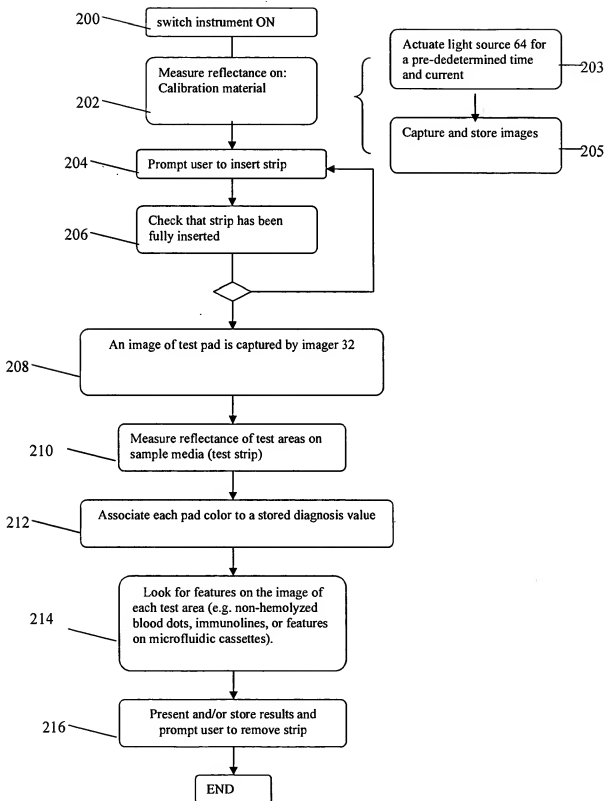 200
switch instrument ON
Measure reflectance on:
Calibration material
202
Actuate light source 64 for
a pre-dedetermined time
and current
203
Capture and store images
205
204
Prompt user to insert strip
206
Check that strip has been
fully inserted
An image of test pad is captured by imager 32
208
Measure reflectance of test areas on
sample media (test strip)
210
Associate each pad color to a stored diagnosis value
212
Look for features on the image of
each test area (e.g. non-hemolyzed
blood dots, immunolines, or features
on microfluidic cassettes).
214
Present and/or store results and
prompt user to remove strip
216
END